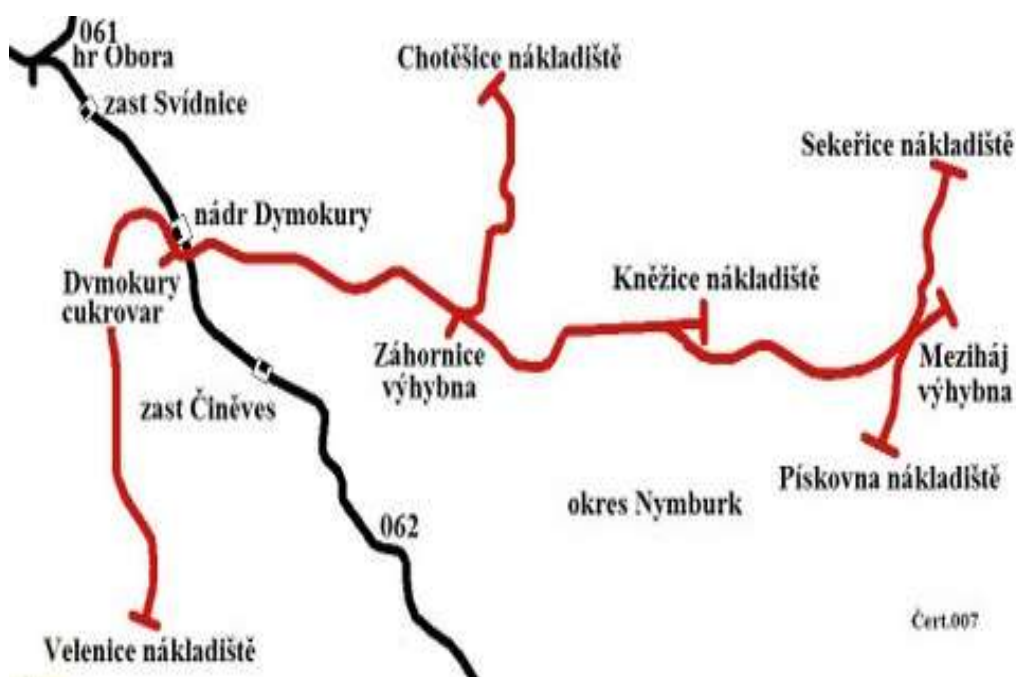 061
hr Obora
zast Svídnice
Chotěšice nákladiště
Sekeřice nákladiště
nádr Dymokury
Dymokury
cukrovar
Kněžice nákladiště
Záhornice
výhybna
Meziháj
výhybna
zast Činěves
Pískovna nákladiště
okres Nymburk
062
Čert.007
Velenice nákladiště